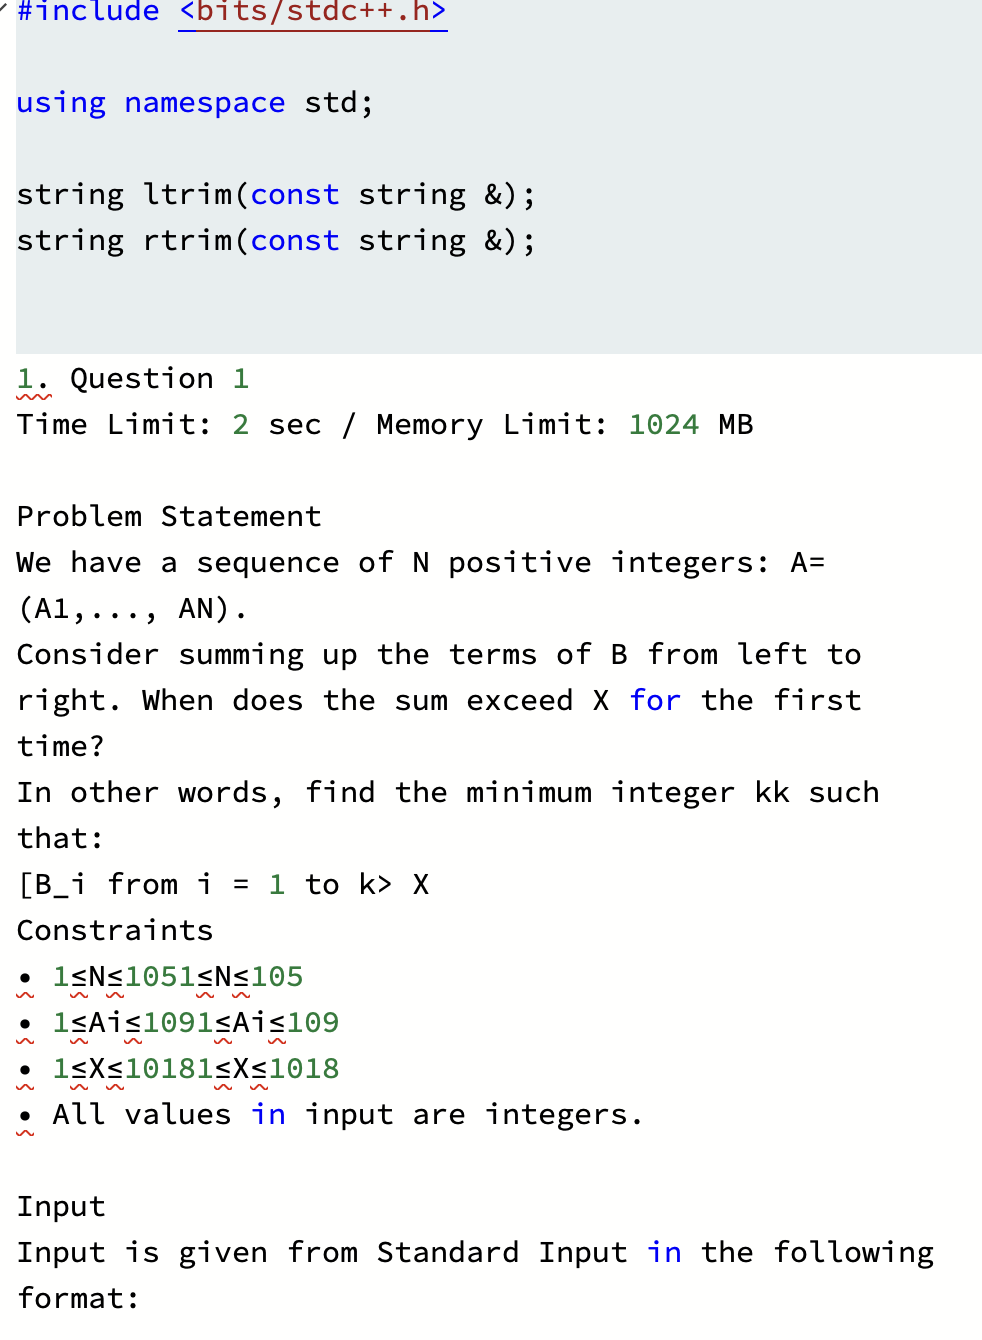 #include <bits/stdc++.h>
using namespace std;
string ltrim(const string &);
string rtrim(const string &);
1. Question 1
Time Limit: 2 sec / Memory Limit: 1024 MB
Problem Statement
We have a sequence of N positive integers: A=
(A1,..., AN).
Consider summing up the terms of B from left to
right. When does the sum exceed X for the first
time?
In other words, find the minimum integer kk such
that:
[B_i from i = 1 to k> X
Constraints
• 1≤N≤1051≤N≤105
• 1≤Ai≤1091≤Ai≤109
• 1≤X≤10181≤X≤1018
• All values in input are integers.
Input
Input is given from Standard Input in the following
format: